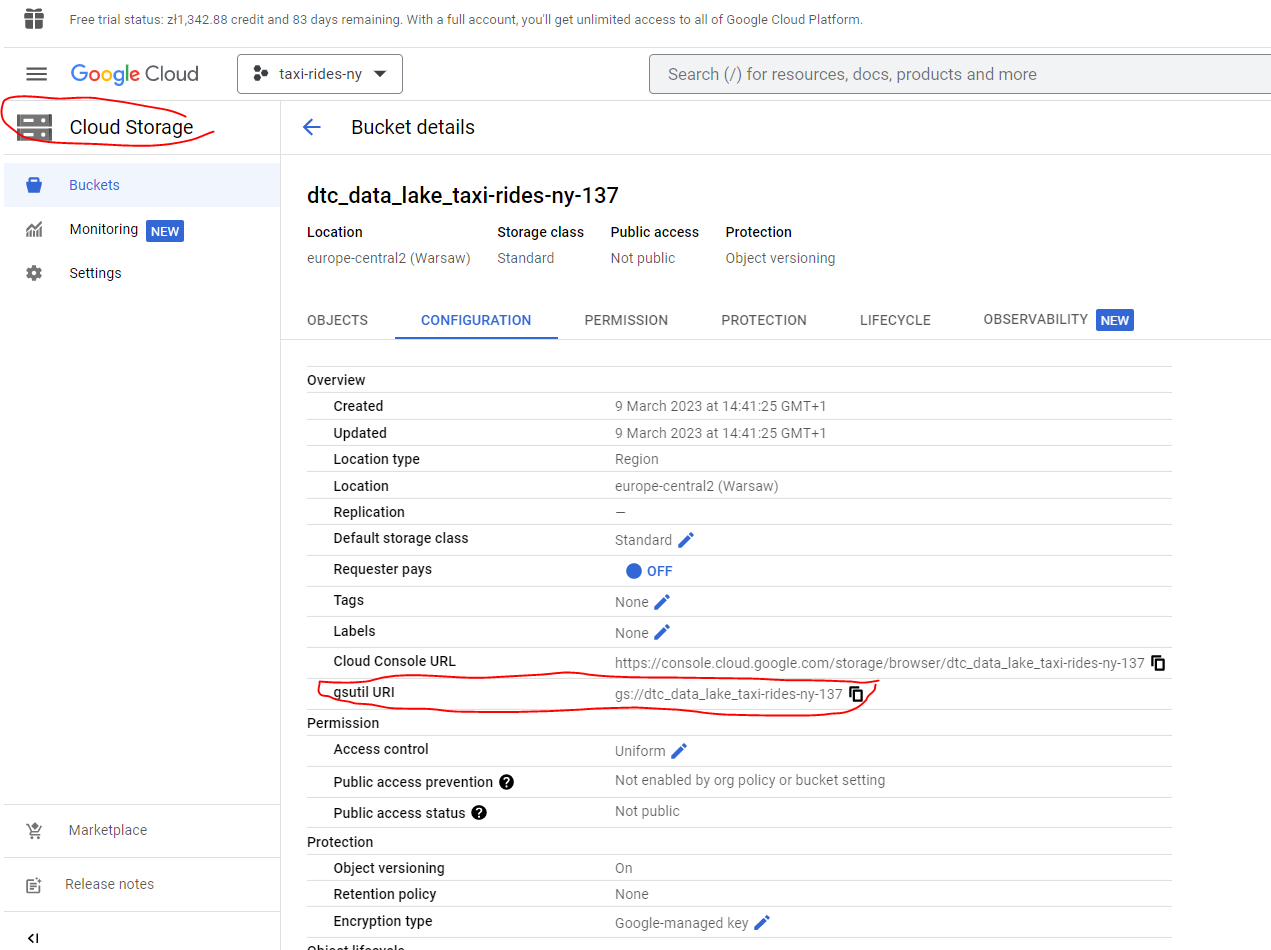 Free trial status: zł1,342.88 credit and 83 days remaining. With a full account, you'll get unlimited access to all of Google Cloud Platform.
Google Cloud
taxi-rides-ny
Search (/) for resources, docs, products and more
Cloud Storage
Bucket details
Buckets
Monitoring NEW
Settings
dtc_data_lake_taxi-rides-ny-137
Location Storage class Public access Protection
europe-central2 (Warsaw) Standard Not public Object versioning
OBJECTS CONFIGURATION PERMISSION PROTECTION LIFECYCLE OBSERVABILITY NEW
Overview
Created 9 March 2023 at 14:41:25 GMT+1
Updated 9 March 2023 at 14:41:25 GMT+1
Location type Region
Location europe-central2 (Warsaw)
Replication —
Default storage class Standard
Requester pays OFF
Tags None
Labels None
Cloud Console URL https://console.cloud.google.com/storage/browser/dtc_data_lake_taxi-rides-ny-137
gsutil URI gs://dtc_data_lake_taxi-rides-ny-137
Permission
Access control Uniform
Public access prevention ? Not enabled by org policy or bucket setting
Public access status ? Not public
Protection
Object versioning On
Retention policy None
Encryption type Google-managed key
Object lifecycle
Marketplace
Release notes